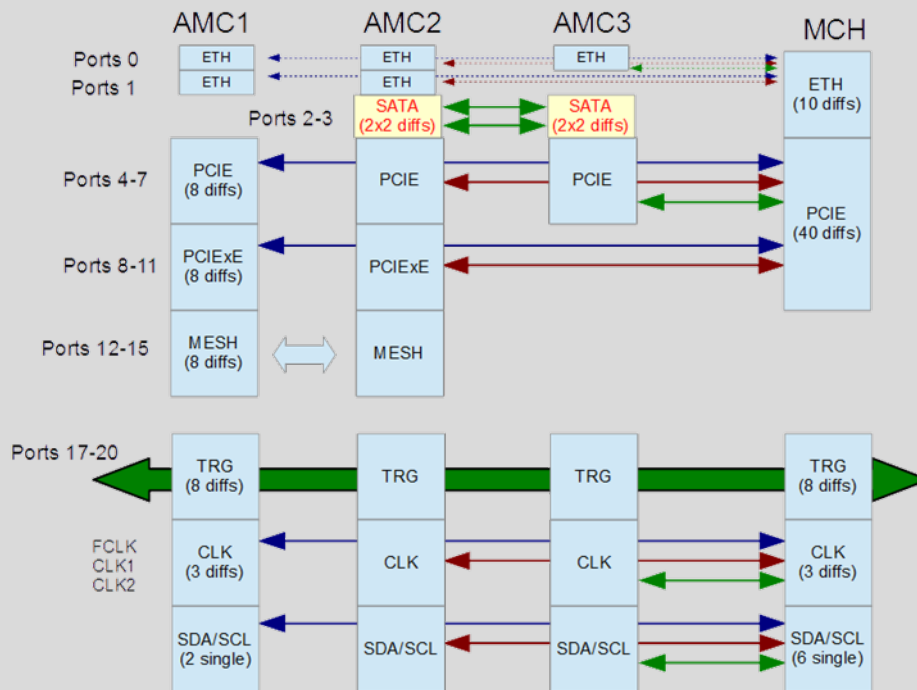 AMC1 AMC2 AMC3 MCH
Ports 0 ETH ETH ETH
Ports 1 ETH ETH ETH
(10 diffs)
Ports 2-3 SATA SATA
(2x2 diffs) (2x2 diffs)
Ports 4-7 PCIE PCIE PCIE PCIE
(8 diffs) (40 diffs)
Ports 8-11 PCIExE PCIExE
(8 diffs)
Ports 12-15 MESH MESH
(8 diffs)
Ports 17-20 TRG TRG TRG TRG
(8 diffs) (8 diffs)
FCLK
CLK1
CLK2
CLK CLK CLK CLK
(3 diffs) (3 diffs)
SDA/SCL SDA/SCL SDA/SCL SDA/SCL
(2 single) (6 single)